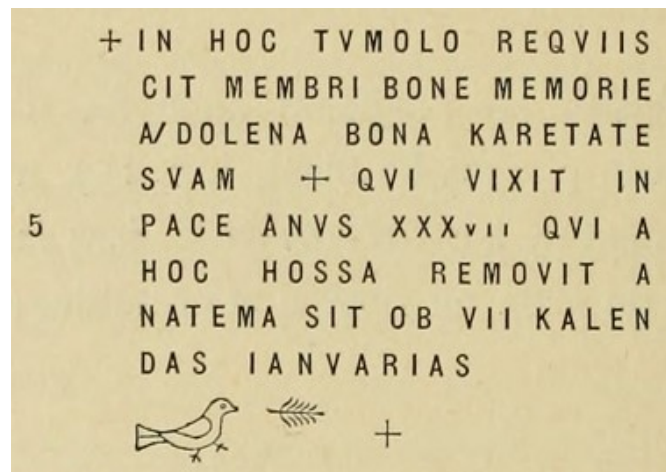 + IN HOC TVMOLO REQVIIS
CIT MEMBRI BONE MEMORIE
A/DOLENA BONA KARETATE
SVAM + QVI VIXIT IN
5 PACE ANVS XXXVII QVI A
HOC HOSSA REMOVIT A
NATEMA SIT OB VII KALEN
DAS IANVARIAS
+